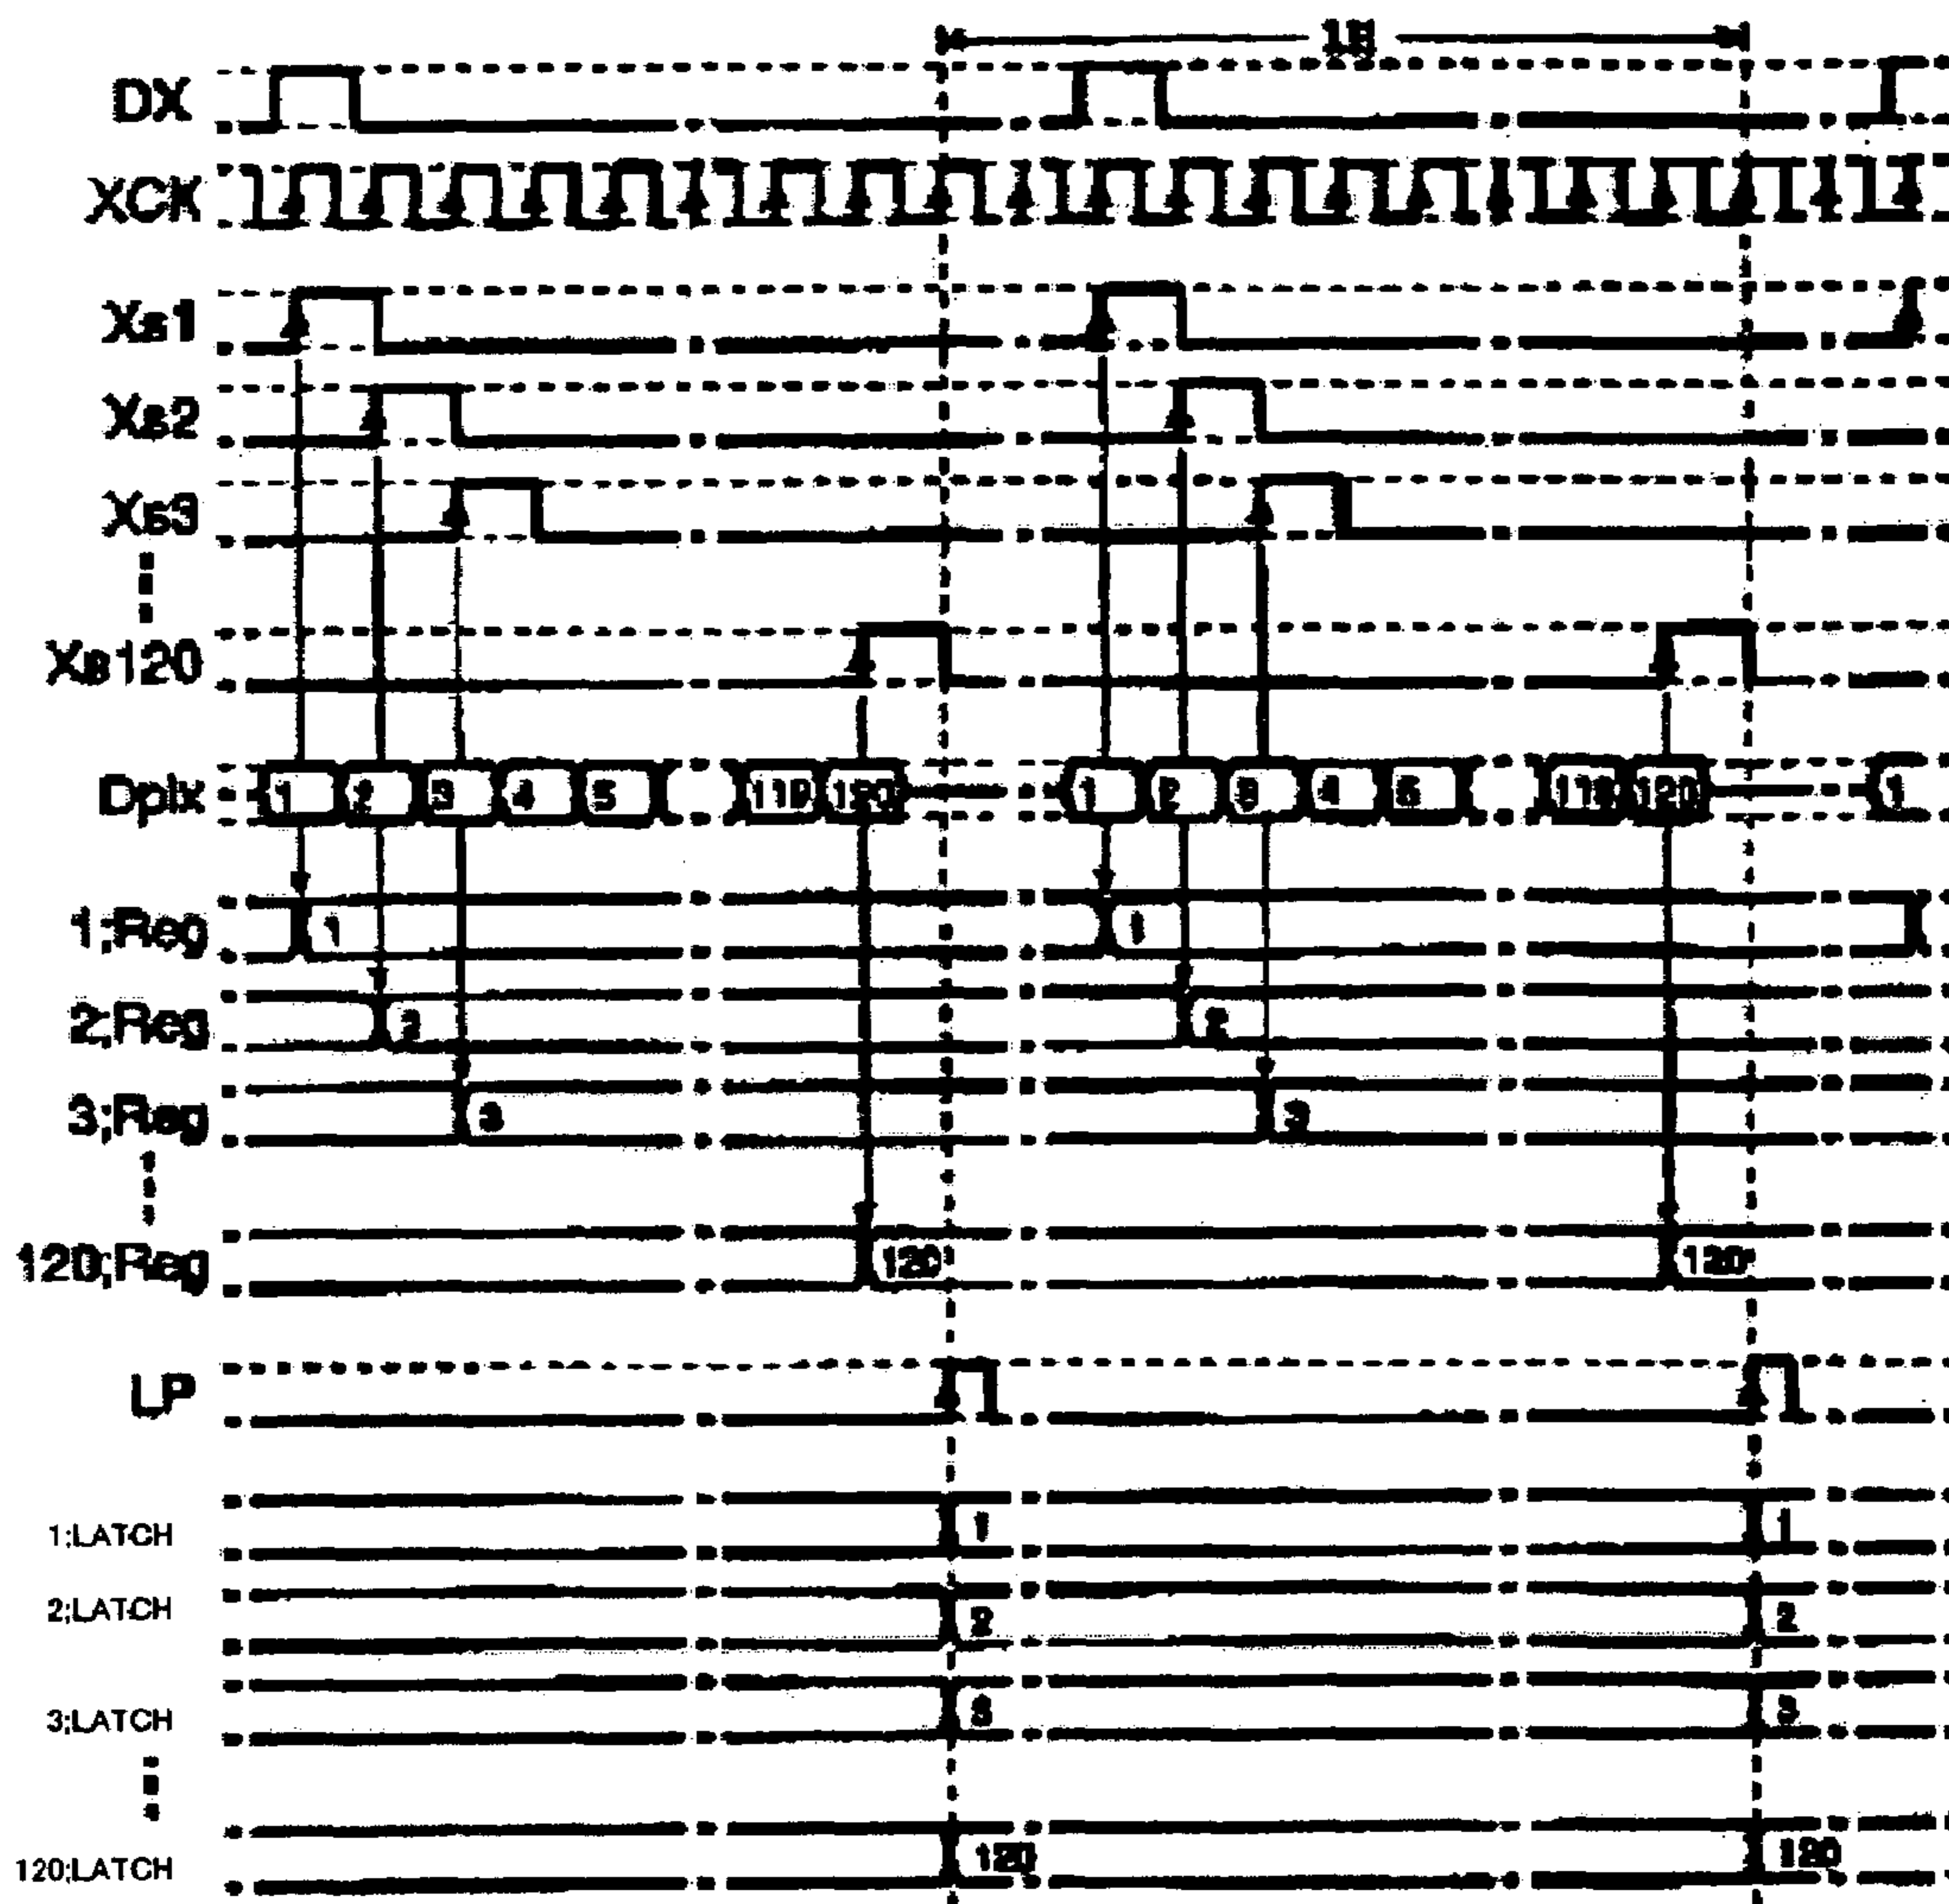 1H
DX
XCK
Xs1
Xs2
Xs3
Xs120
Dpix 1 2 3 4 5 119 120 1 2 3 4 5 119 120 1
1;Reg 1 1
2;Reg 2 2
3;Reg 3 3
120;Reg 120 120
LP
1;LATCH 1 1
2;LATCH 2 2
3;LATCH 3 3
120;LATCH 120 120